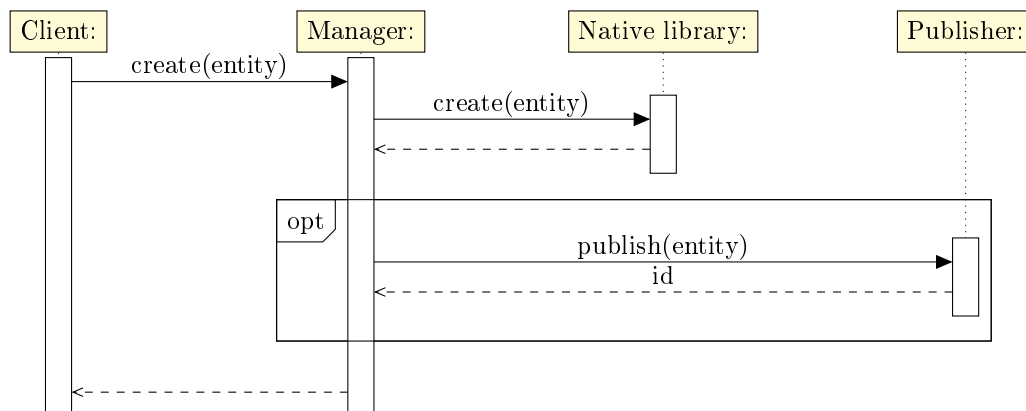 Client:
Manager:
Native library:
Publisher:
create(entity)
create(entity)
opt
publish(entity)
id